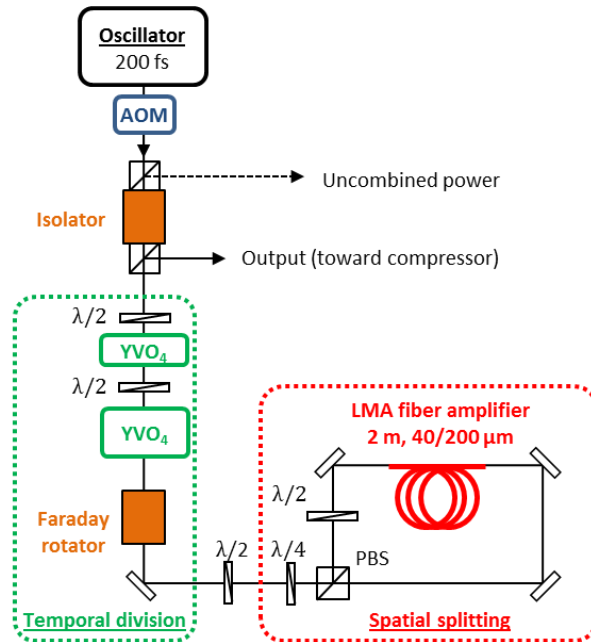 Oscillator
200 fs
AOM
Uncombined power
Isolator
Output (toward compressor)
λ/2
YVO₄
λ/2
YVO₄
LMA fiber amplifier
2 m, 40/200 µm
λ/2
Faraday
rotator
λ/2
λ/4
PBS
Temporal division
Spatial splitting